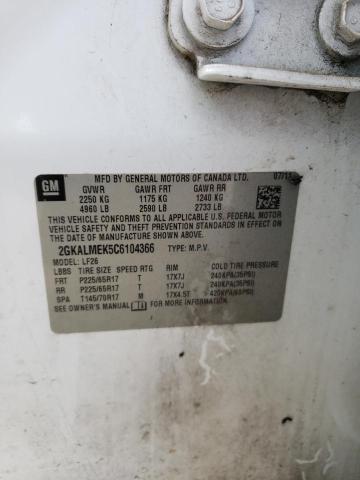 GM
MFD BY GENERAL MOTORS OF CANADA LTD. 07/11
GVWR GAWR FRT GAWR RR
2250 KG 1175 KG 1240 KG
4960 LB 2590 LB 2733 LB
THIS VEHICLE CONFORMS TO ALL APPLICABLE U.S. FEDERAL MOTOR
VEHICLE SAFETY AND THEFT PREVENTION STANDARDS IN EFFECT ON
THE DATE OF MANUFACTURE SHOWN ABOVE.
2GKALMEK5C6104366 TYPE: M.P.V.
MODEL: LF26
LBBS TIRE SIZE SPEED RTG RIM COLD TIRE PRESSURE
FRT P225/65R17 T 17X7J 240KPA(35PSI)
RR P225/65R17 T 17X7J 240KPA(35PSI)
SPA T145/70R17 M 17X4.5T 420KPA(60PSI)
SEE OWNER'S MANUAL